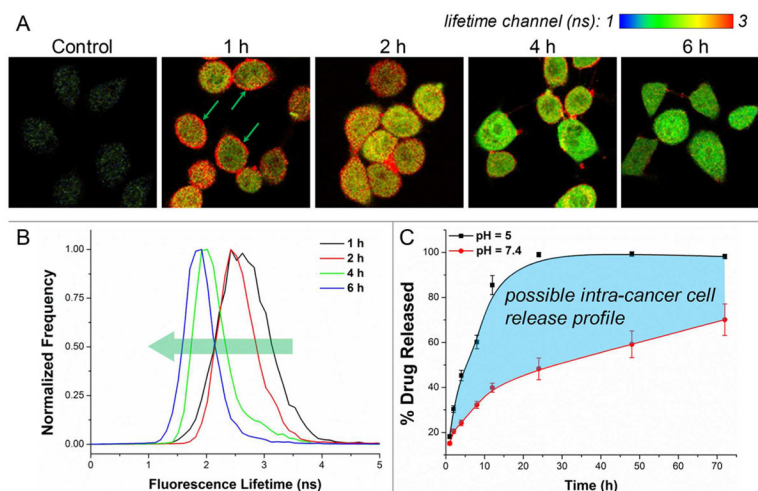 A
lifetime channel (ns): 1 3
Control 1 h 2 h 4 h 6 h
B
1 h
2 h
4 h
6 h
1.00
0.75
0.50
0.25
0.00
Normalized Frequency
0 1 2 3 4 5
Fluorescence Lifetime (ns)
C
pH = 5
pH = 7.4
possible intra-cancer cell
release profile
100
80
60
40
20
% Drug Released
0 10 20 30 40 50 60 70
Time (h)